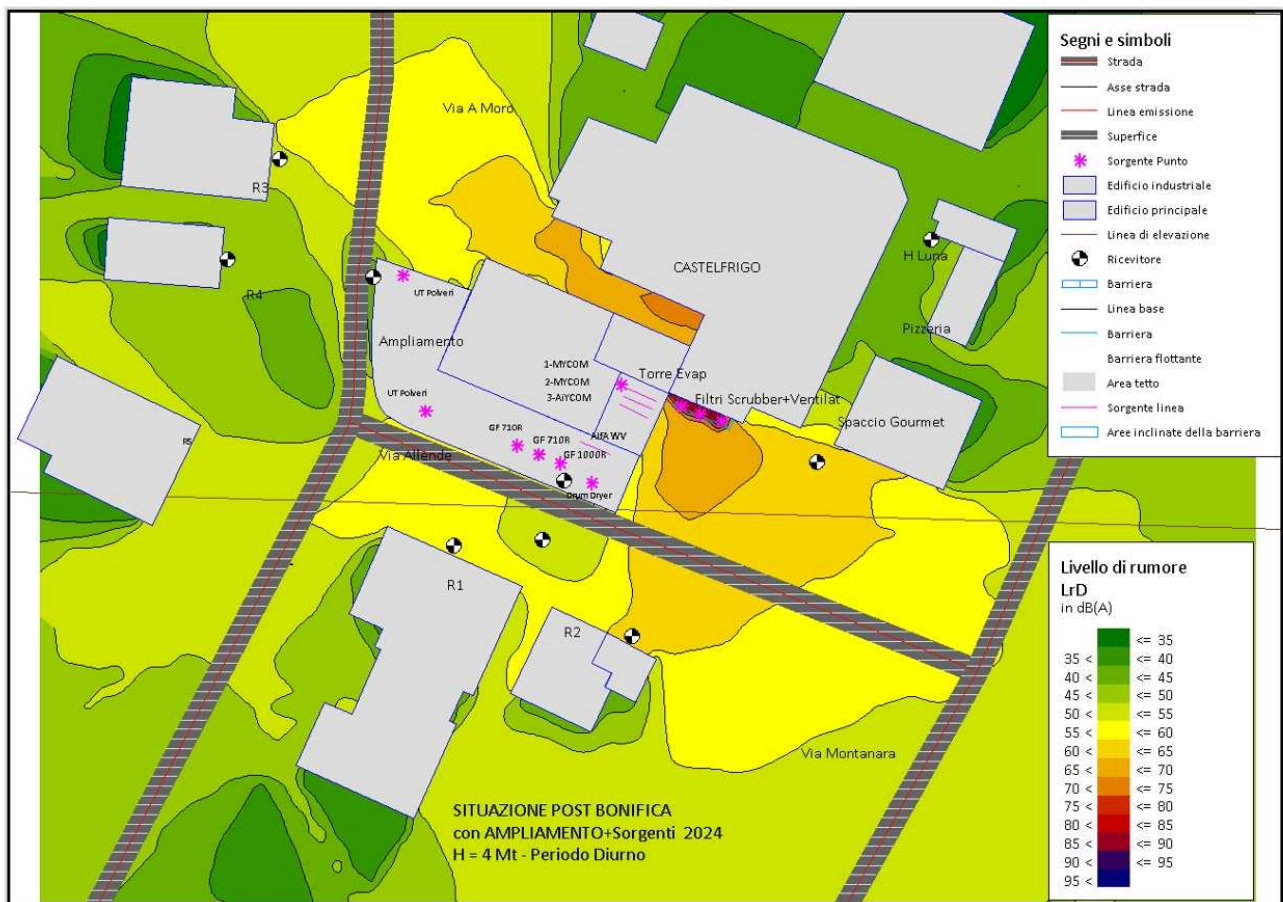 Via A Moro
R3
R4
UT Polveri
Ampliamento
CASTELFRIGO
H Luna
Pizzeria
1-MYCOM
2-MYCOM
3-AiYCOM
Torre Evap
Filtri Scrubber+Ventilat
Spaccio Gourmet
UT Polveri
GF 710R
GF 710R
GF 1000R
AlfA WV
Drum Dryer
Via Allende
R5
R1
R2
Via Montanara
SITUAZIONE POST BONIFICA
con AMPLIAMENTO+Sorgenti 2024
H = 4 Mt - Periodo Diurno
Segni e simboli
Strada
Asse strada
Linea emissione
Superfice
Sorgente Punto
Edificio industriale
Edificio principale
Linea di elevazione
Ricevitore
Barriera
Linea base
Barriera
Barriera flottante
Area tetto
Sorgente linea
Aree inclinate della barriera
Livello di rumore
LrD
in dB(A)
<= 35
35 < <= 40
40 < <= 45
45 < <= 50
50 < <= 55
55 < <= 60
60 < <= 65
65 < <= 70
70 < <= 75
75 < <= 80
80 < <= 85
85 < <= 90
90 < <= 95
95 <